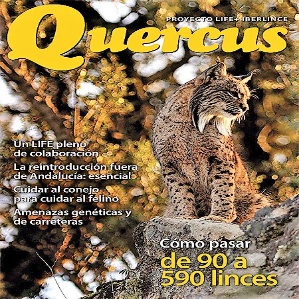 PROYECTO LIFE+ IBERLINCE
Quercus
Un LIFE pleno
de colaboración
La reintroducción fuera
de Andalucía: esencial
Cuidar al conejo
para cuidar al felino
Amenazas genéticas y
de carreteras
Cómo pasar
de 90 a
590 linces